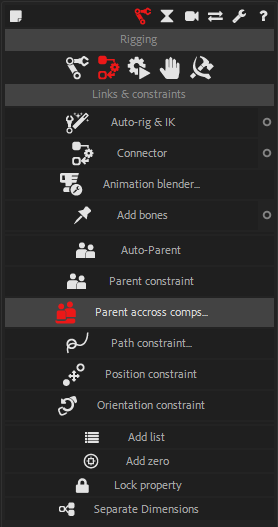 ?
Rigging
Links & constraints
Auto-rig & IK
Connector
Animation blender...
Add bones
Auto-Parent
Parent constraint
Parent accross comps...
Path constraint...
Position constraint
Orientation constraint
Add list
Add zero
Lock property
Separate Dimensions